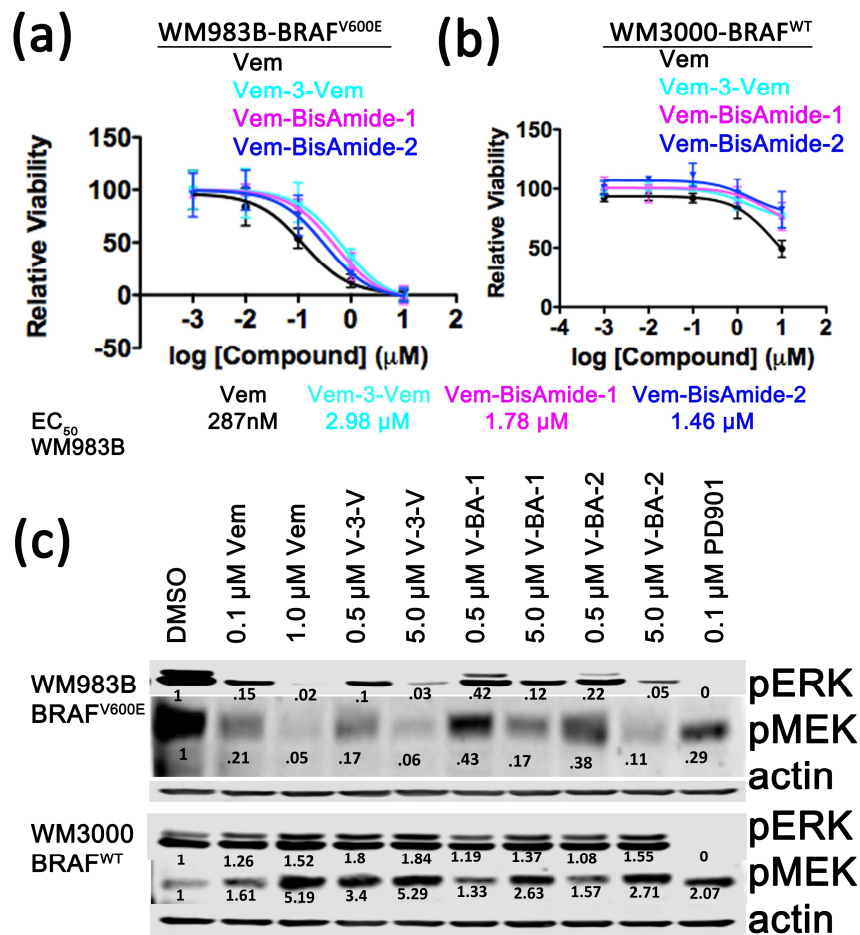 (a)
WM983B-BRAFV600E
Vem
Vem-3-Vem
Vem-BisAmide-1
Vem-BisAmide-2
Relative Viability
150
100
50
0
-50
-3 -2 -1 0 1 2
log [Compound] (μM)
(b)
WM3000-BRAFWT
Vem
Vem-3-Vem
Vem-BisAmide-1
Vem-BisAmide-2
Relative Viability
150
100
50
0
-4 -3 -2 -1 0 1 2
log [Compound] (μM)
Vem Vem-3-Vem Vem-BisAmide-1 Vem-BisAmide-2
EC50 287nM 2.98 μM 1.78 μM 1.46 μM
WM983B
(c)
DMSO
0.1 μM Vem
1.0 μM Vem
0.5 μM V-3-V
5.0 μM V-3-V
0.5 μM V-BA-1
5.0 μM V-BA-1
0.5 μM V-BA-2
5.0 μM V-BA-2
0.1 μM PD901
WM983B
BRAFV600E
1 .15 .02 .1 .03 .42 .12 .22 .05 0
pERK
1 .21 .05 .17 .06 .43 .17 .38 .11 .29
pMEK
actin
WM3000
BRAFWT
1 1.26 1.52 1.8 1.84 1.19 1.37 1.08 1.55 0
pERK
1 1.61 5.19 3.4 5.29 1.33 2.63 1.57 2.71 2.07
pMEK
actin